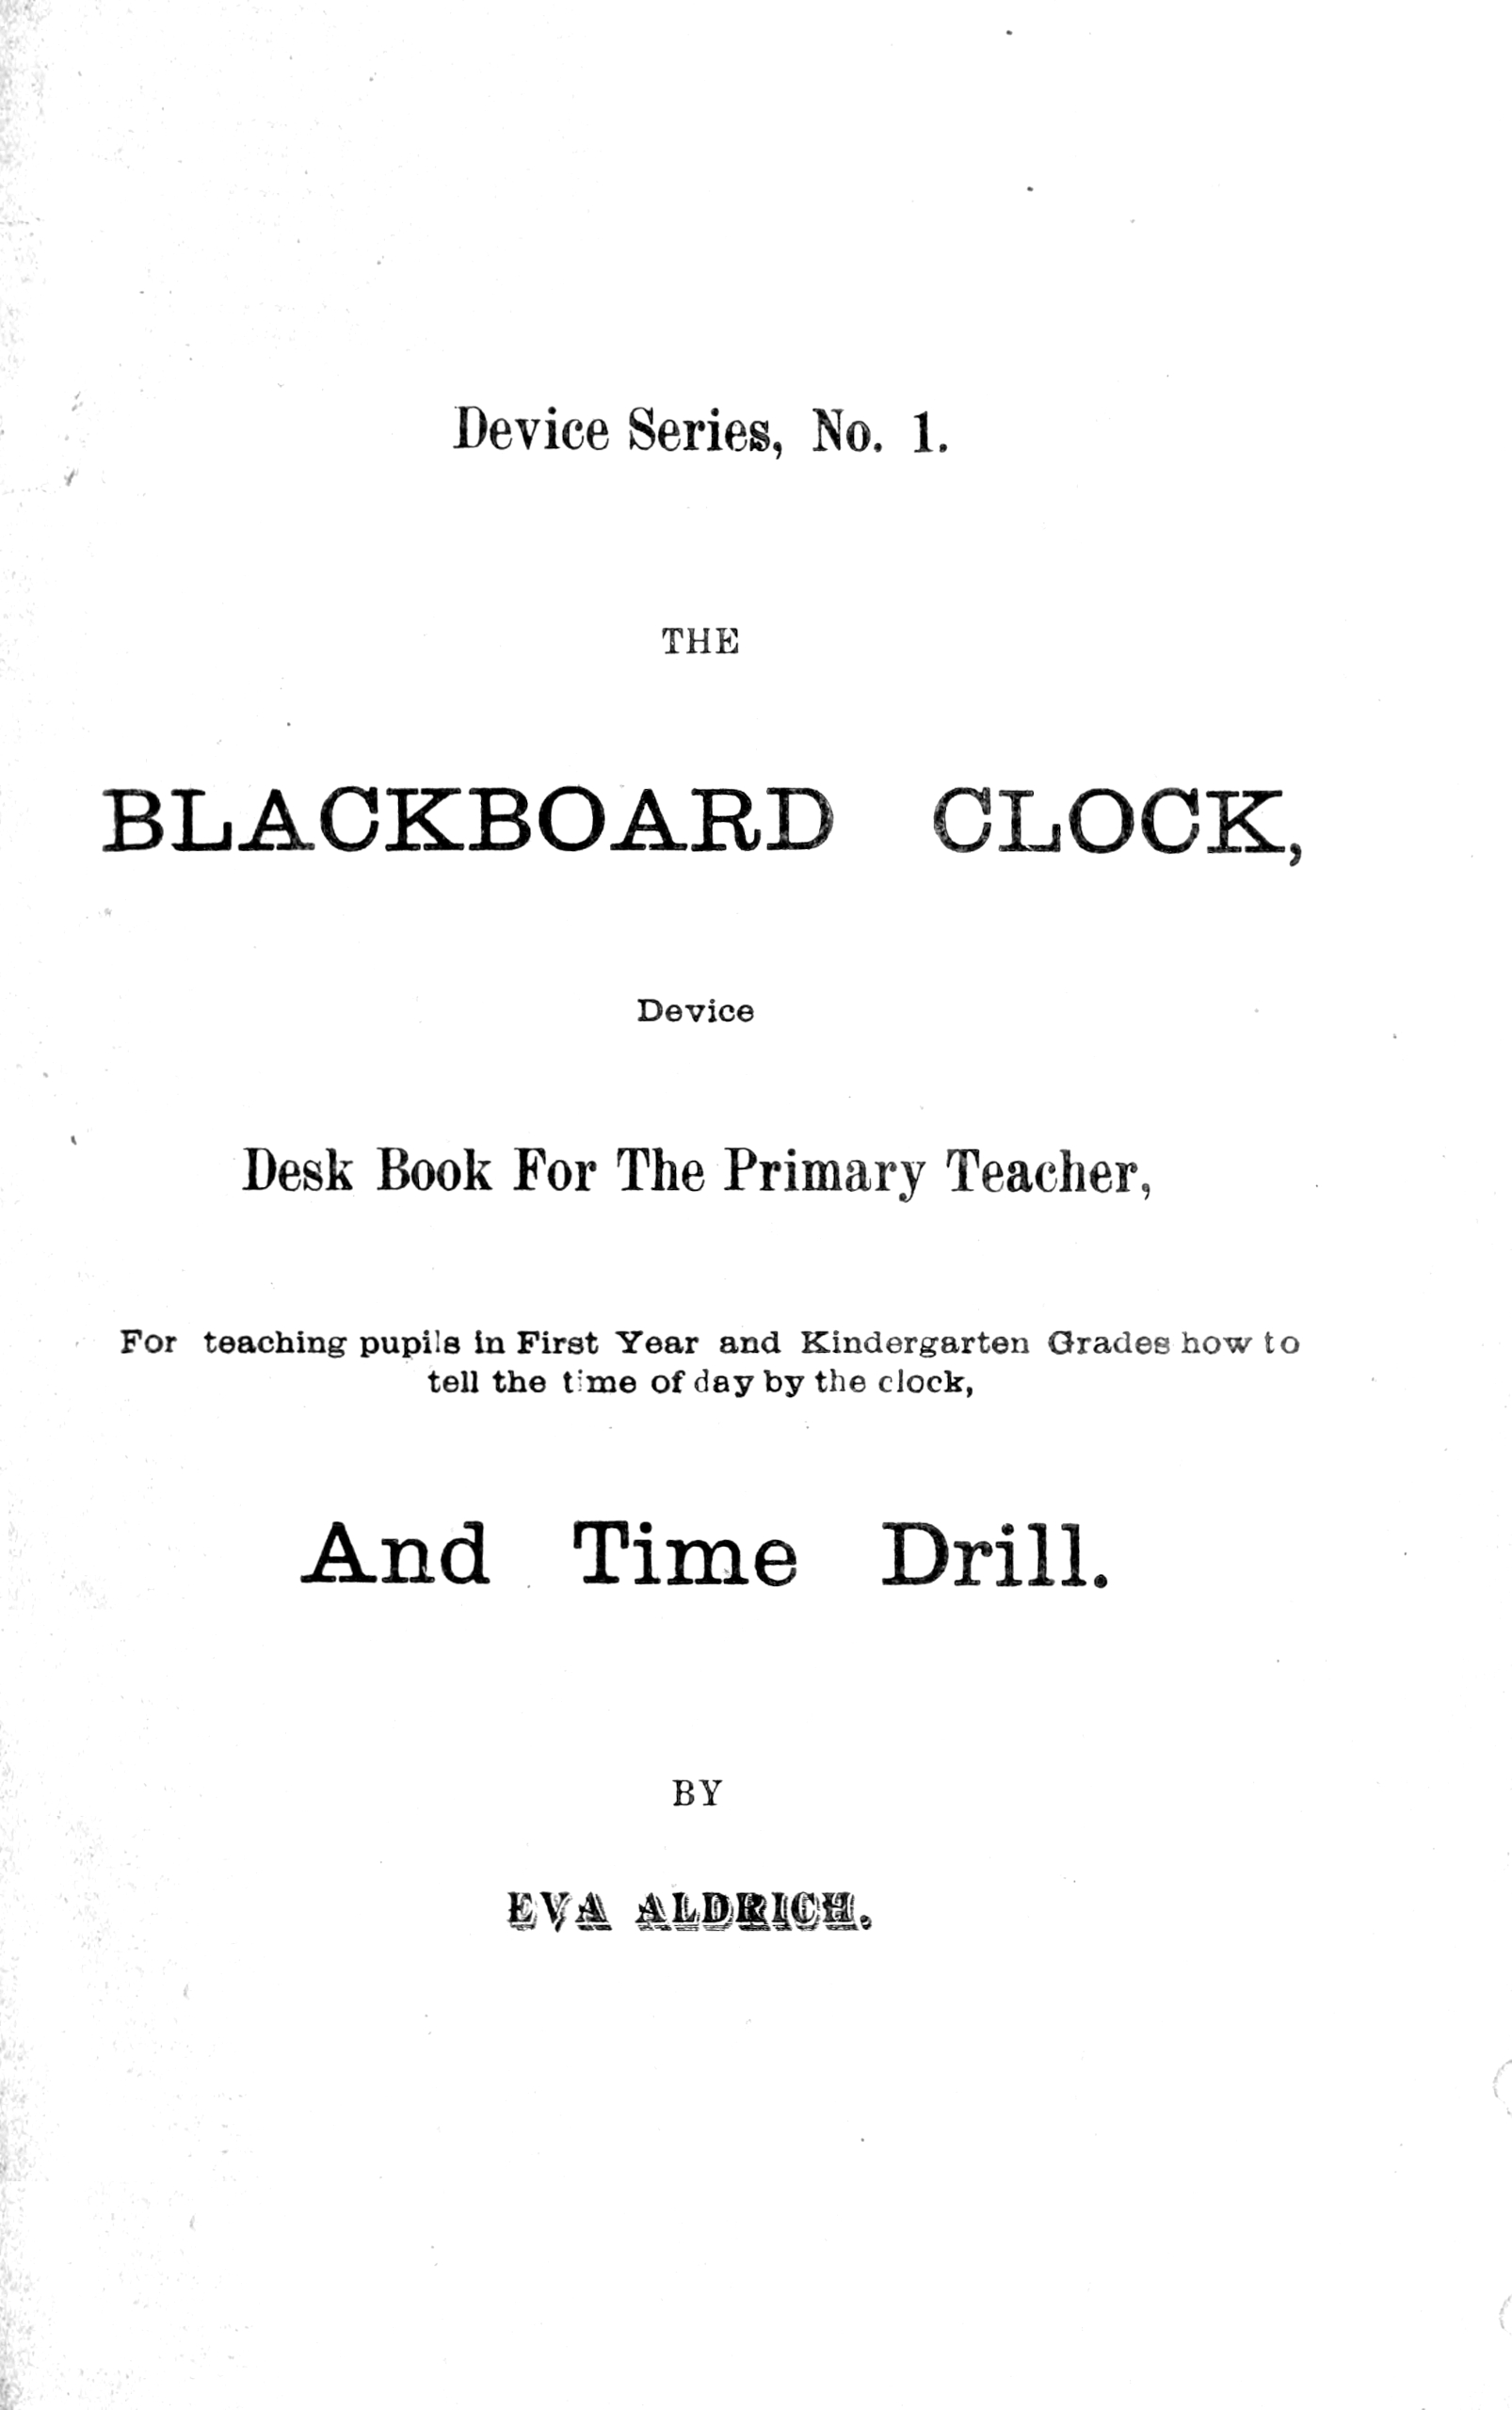 Device Series, No. 1.
THE
BLACKBOARD CLOCK,
Device
Desk Book For The Primary Teacher,
For teaching pupils in First Year and Kindergarten Grades how to
tell the time of day by the clock,
And Time Drill.
BY
EVA ALDRICH.